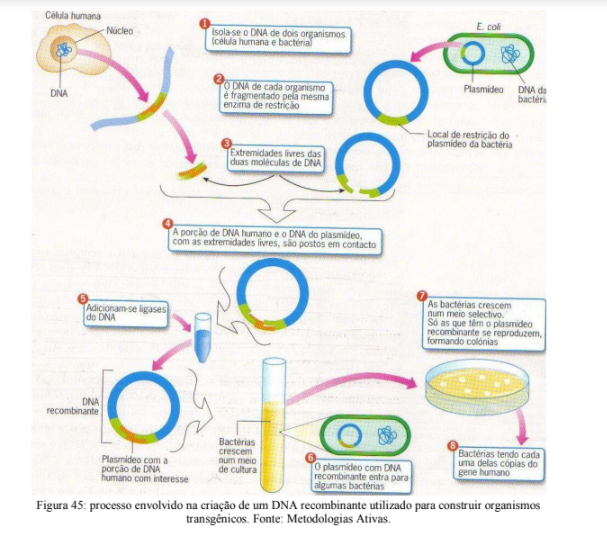 Célula humana
Núcleo
DNA
1
Isola-se o DNA de dois organismos
(célula humana e bactéria)
E. coli
Plasmídeo
DNA da
bactéri
2
O DNA de cada organismo
é fragmentado pela mesma
enzima de restrição
Local de restrição do
plasmídeo da bactéria
3
Extremidades livres das
duas moléculas de DNA
4
A porção de DNA humano e o DNA do plasmídeo,
com as extremidades livres, são postos em contacto
5
Adicionam-se ligases
do DNA
DNA
recombinante
Plasmídeo com a
porção de DNA
humano com interesse
Bactérias
crescem
num meio
de cultura
6
O plasmídeo com DNA
recombinante entra para
algumas bactérias
7
As bactérias crescem
num meio selectivo.
Só as que têm o plasmídeo
recombinante se reproduzem,
formando colónias
8
Bactérias tendo cada
uma delas cópias do
gene humano
Figura 45: processo envolvido na criação de um DNA recombinante utilizado para construir organismos
transgênicos. Fonte: Metodologias Ativas.